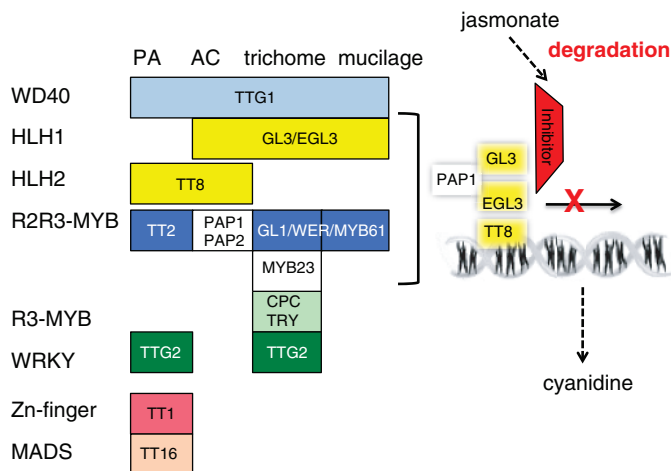 PA AC trichome mucilage
WD40 TTG1
HLH1 GL3/EGL3
HLH2 TT8
R2R3-MYB TT2 PAP1 GL1/WER/MYB61
PAP2
MYB23
R3-MYB CPC
TRY
WRKY TTG2 TTG2
Zn-finger TT1
MADS TT16
jasmonate
degradation
Inhibitor
GL3
PAP1
EGL3
X
TT8
cyanidine